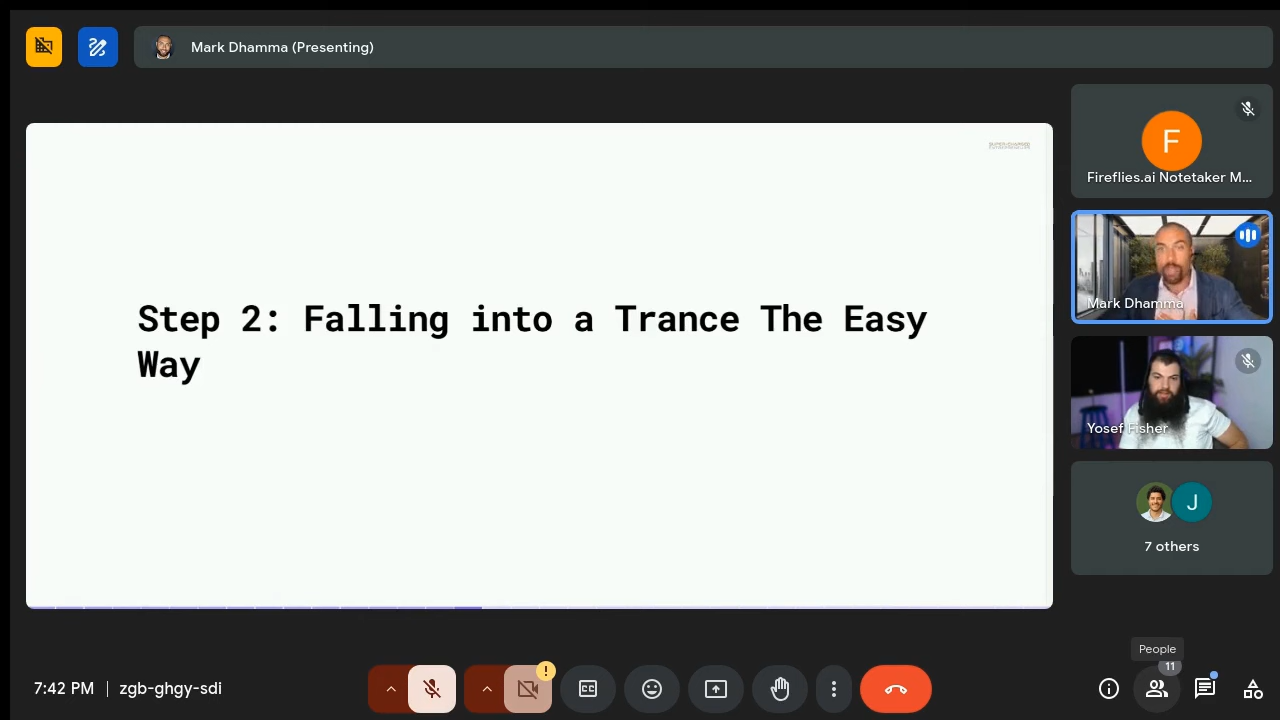 Mark Dhamma (Presenting)
Step 2: Falling into a Trance The Easy
Way
F
Fireflies.ai Notetaker M...
Mark Dhamma
Yosef Fisher
J
7 others
People
11
7:42 PM
zgb-ghgy-sdi
CC
!